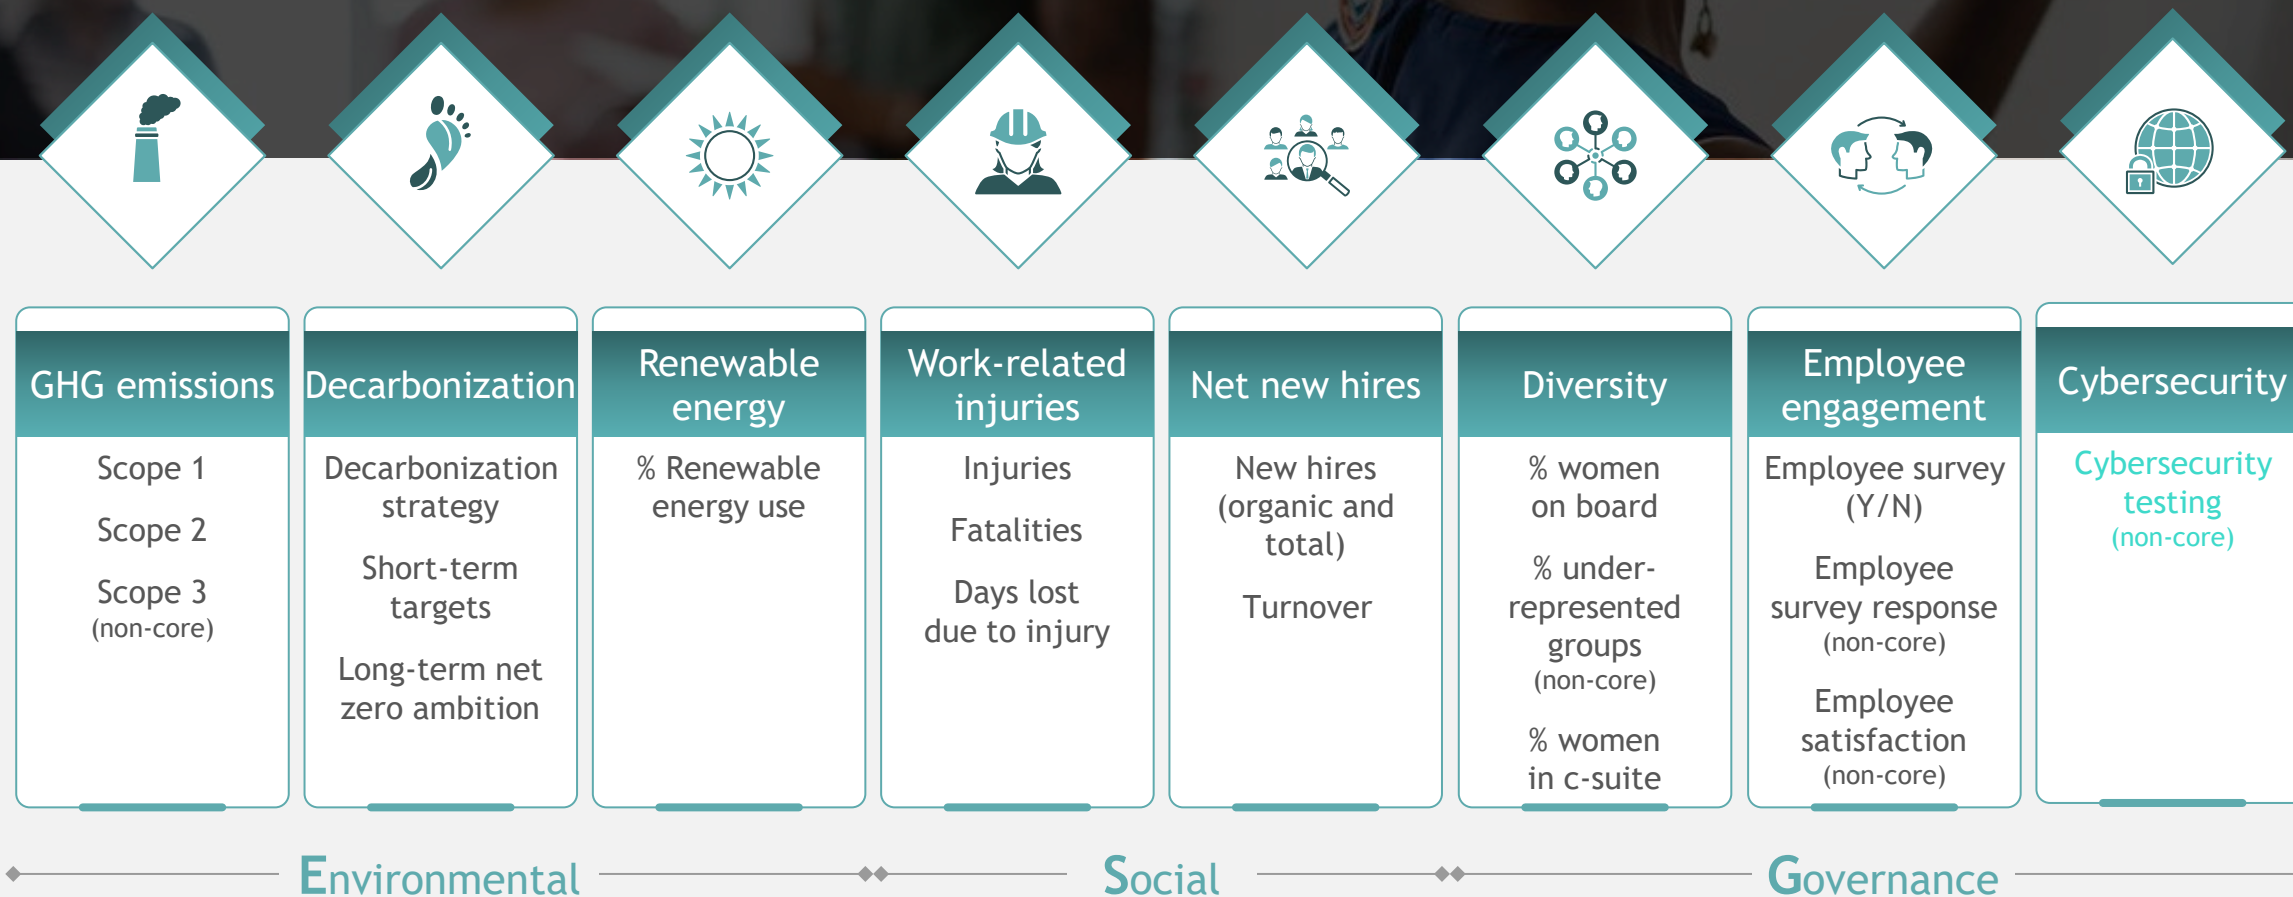 GHG emissions
Scope 1
Scope 2
Scope 3
(non-core)
Decarbonization
Decarbonization
strategy
Short-term
targets
Long-term net
zero ambition
Renewable
energy
% Renewable
energy use
Work-related
injuries
Injuries
Fatalities
Days lost
due to injury
Net new hires
New hires
(organic and
total)
Turnover
Diversity
% women
on board
% under-
represented
groups
(non-core)
% women
in c-suite
Employee
engagement
Employee survey
(Y/N)
Employee
survey response
(non-core)
Employee
satisfaction
(non-core)
Cybersecurity
Cybersecurity
testing
(non-core)
Environmental
Social
Governance